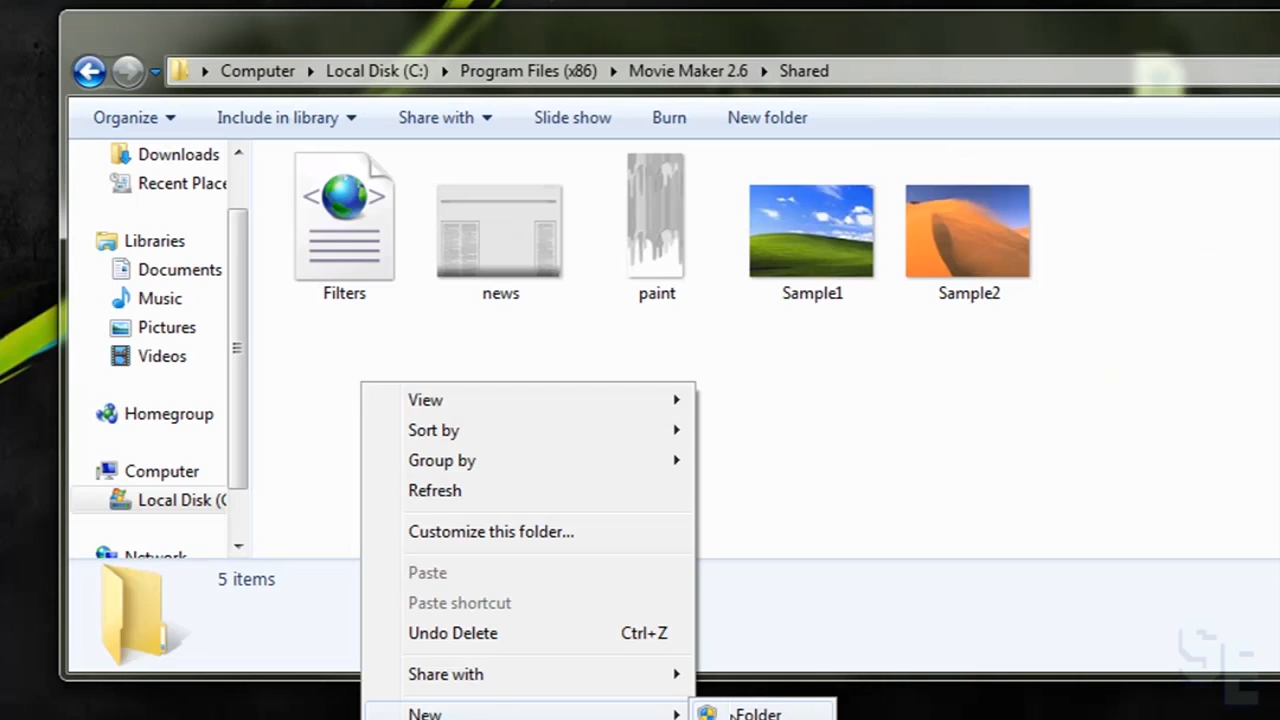 Computer Local Disk (C:) Program Files (x86) Movie Maker 2.6 Shared
Organize Include in library Share with Slide show Burn New folder
Downloads
Recent Place
Libraries
Documents
Music
Pictures
Videos
Homegroup
Computer
Local Disk (C
Network
Filters
news
paint
Sample1
Sample2
View
Sort by
Group by
Refresh
Customize this folder...
Paste
Paste shortcut
Undo Delete Ctrl+Z
Share with
New
Folder
5 items
SE